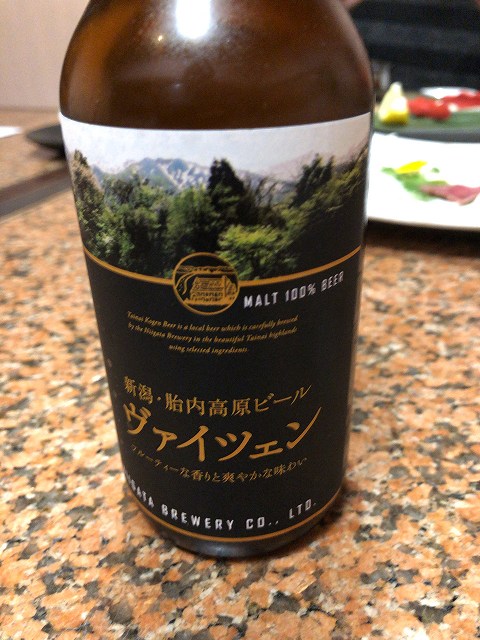 MALT 100% BEER
Tainai Kogen Beer is a local beer which is carefully brewed
by the Niigata Brewery in the beautiful Tainai highlands
using selected ingredients.
新潟・胎内高原ビール
ヴァイツェン
フルーティーな香りと爽やかな味わい
IGATA BREWERY CO., LTD.